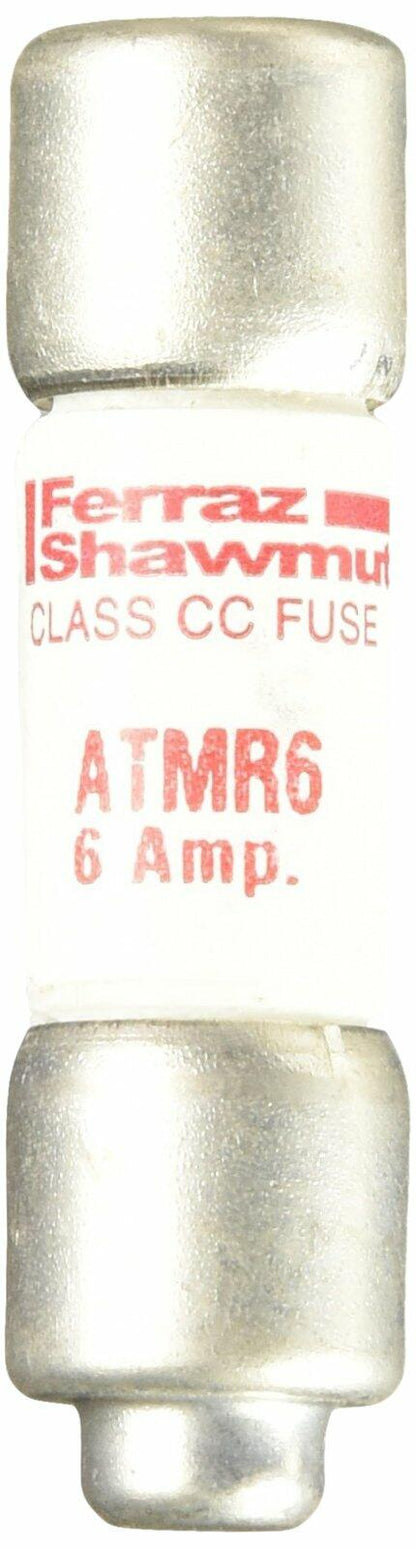 Ferraz
Shawmut
CLASS CC FUSE
ATMR6
6 Amp.